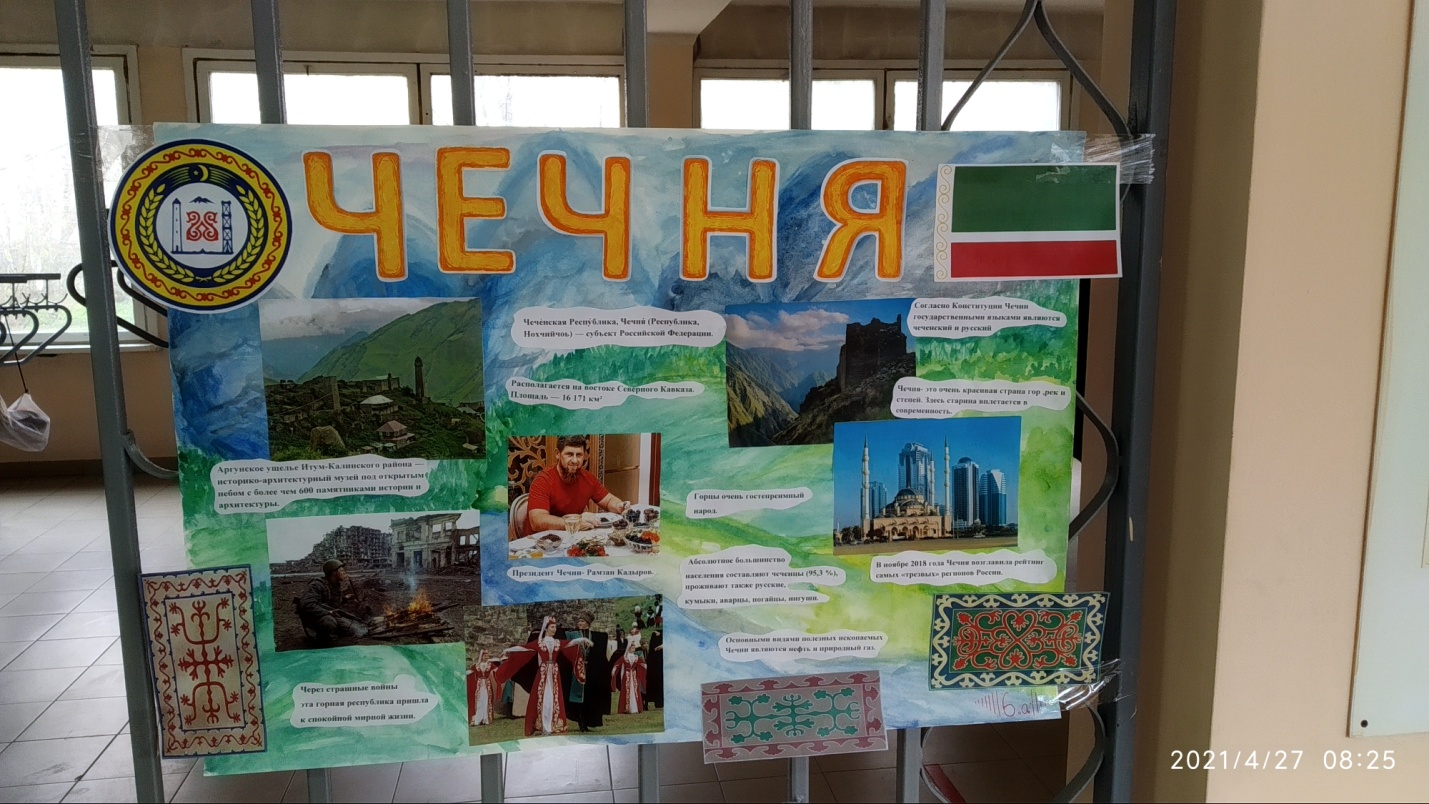 ЧЕЧНЯ
Чече́нская Респу́блика, Чечня́ (Республика,
Нохчийчоь) — субъект Российской Федерации.
Согласно Конституции Чечни
государственными языками являются
чеченский и русский
Располагается на востоке Северного Кавказа.
Площадь — 16 171 км²
Чечня- это очень красивая страна гор ,рек и
степей. Здесь старина вплетается в
современность.
Аргунское ущелье Итум-Калинского района —
историко-архитектурный музей под открытым
небом с более чем 600 памятниками истории и
архитектуры.
Горцы очень гостеприимный
народ.
Президент Чечни- Рамзан Кадыров.
Абсолютное большинство
населения составляют чеченцы (95,3 %),
проживают также русские,
кумыки, аварцы, ногайцы, ингуши.
В ноябре 2018 года Чечня возглавила рейтинг
самых «трезвых» регионов России.
Основными видами полезных ископаемых
Чечни являются нефть и природный газ.
Через страшные войны
эта горная республика пришла
к спокойной мирной жизни.
2021/4/27 08:25